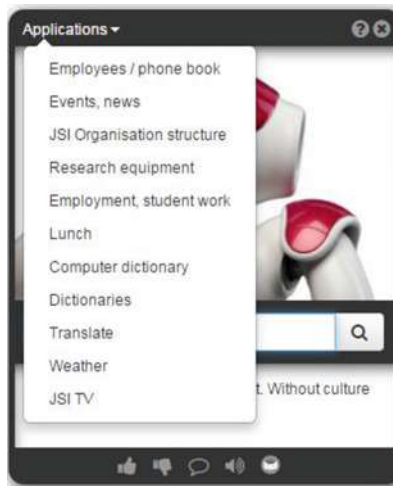 Applications
Employees / phone book
Events, news
JSI Organisation structure
Research equipment
Employment, student work
Lunch
Computer dictionary
Dictionaries
Translate
Weather
JSI TV
t. Without culture